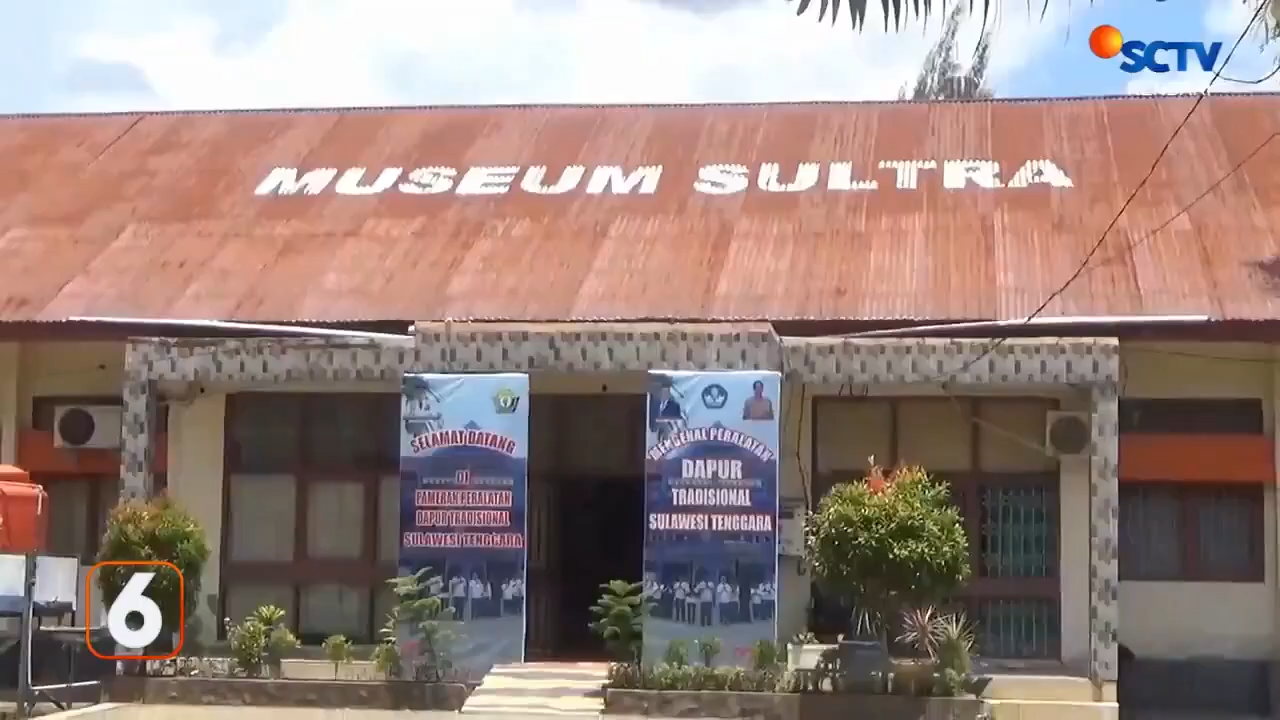 SCTV
MUSEUM SULTRA
SELAMAT DATANG
DI
PAMERAN PERALATAN
DAPUR TRADISIONAL
SULAWESI TENGGARA
MENGENAL PERALATAN
DAPUR
TRADISIONAL
SULAWESI TENGGARA
6